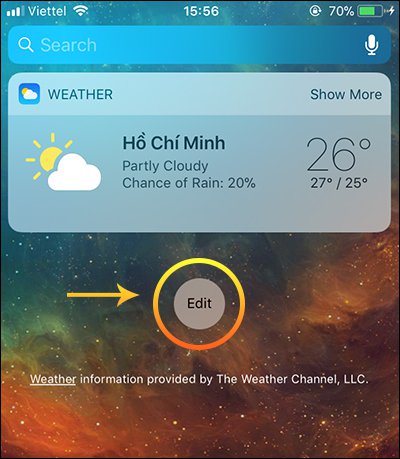 Viettel 15:56 70%
Search
WEATHER Show More
Hồ Chí Minh 26°
Partly Cloudy
Chance of Rain: 20% 27° / 25°
Edit
Weather information provided by The Weather Channel, LLC.